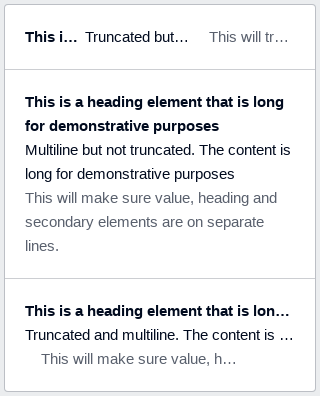 This i… Truncated but… This will tr…
This is a heading element that is long
for demonstrative purposes
Multiline but not truncated. The content is
long for demonstrative purposes
This will make sure value, heading and
secondary elements are on separate
lines.
This is a heading element that is lon…
Truncated and multiline. The content is …
This will make sure value, h…